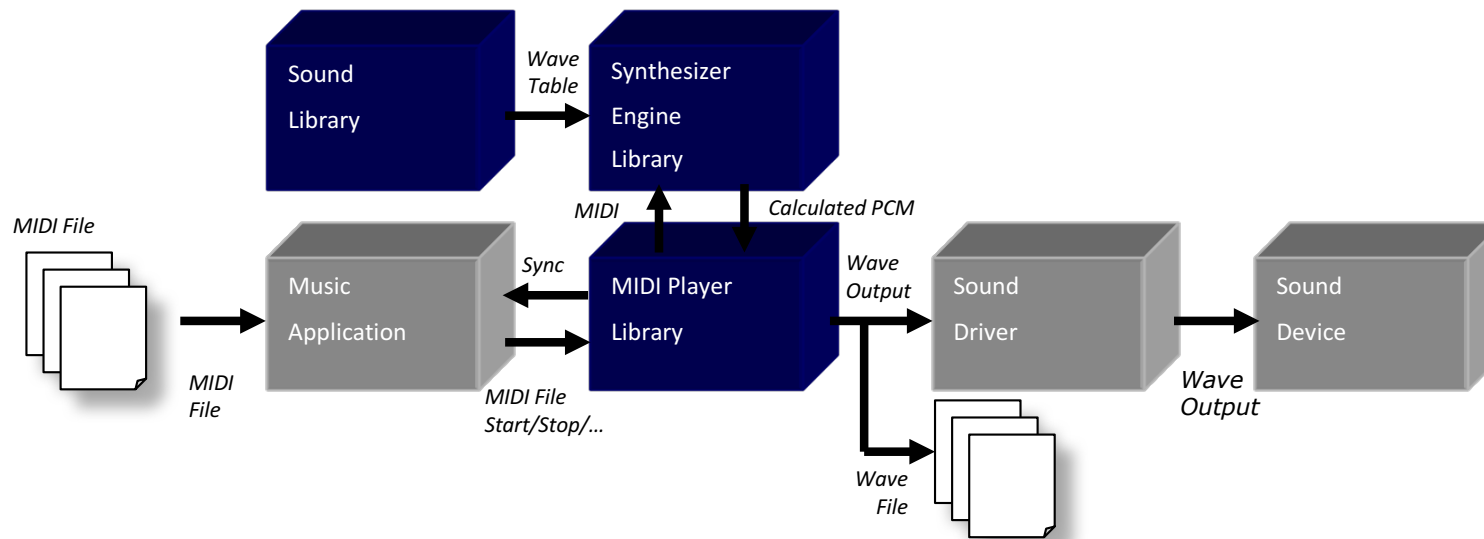 Sound
Library
Wave
Table
Synthesizer
Engine
Library
MIDI
Calculated PCM
MIDI File
MIDI
File
Music
Application
Sync
MIDI File
Start/Stop/...
MIDI Player
Library
Wave
Output
Wave
File
Sound
Driver
Wave
Output
Sound
Device